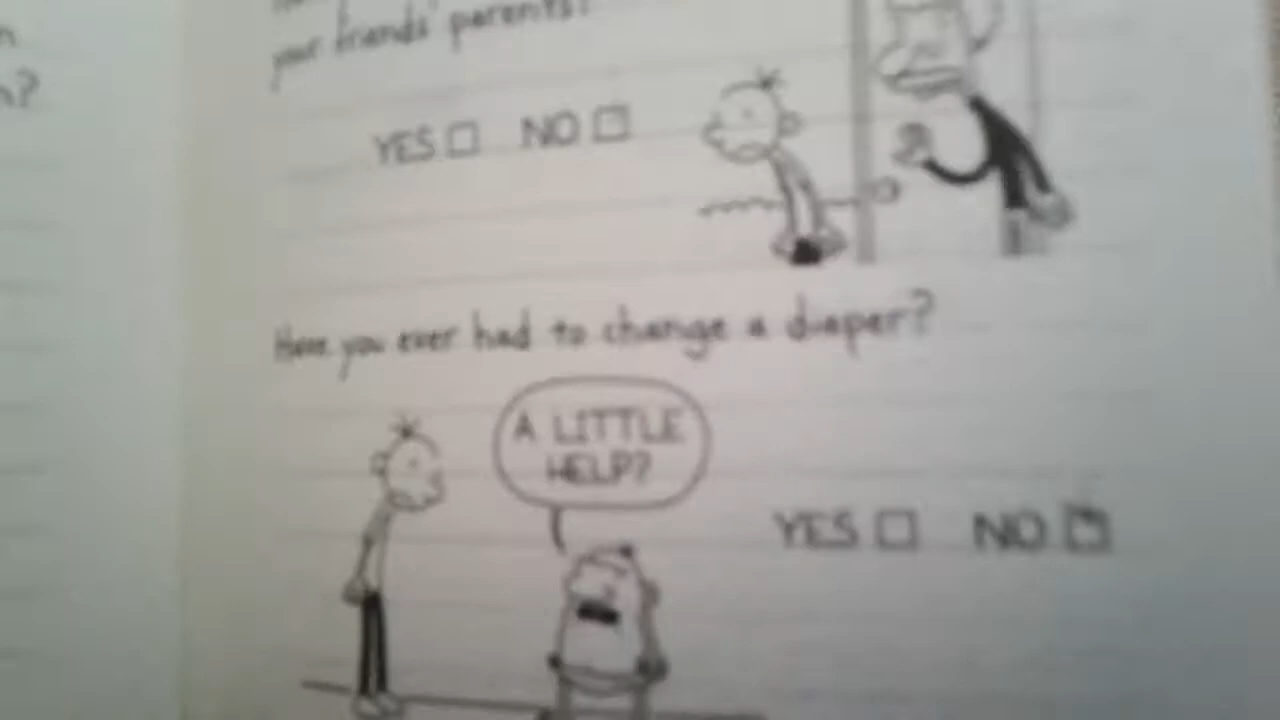 your friends' parents?
YES NO
Have you ever had to change a diaper?
A LITTLE
HELP?
YES NO